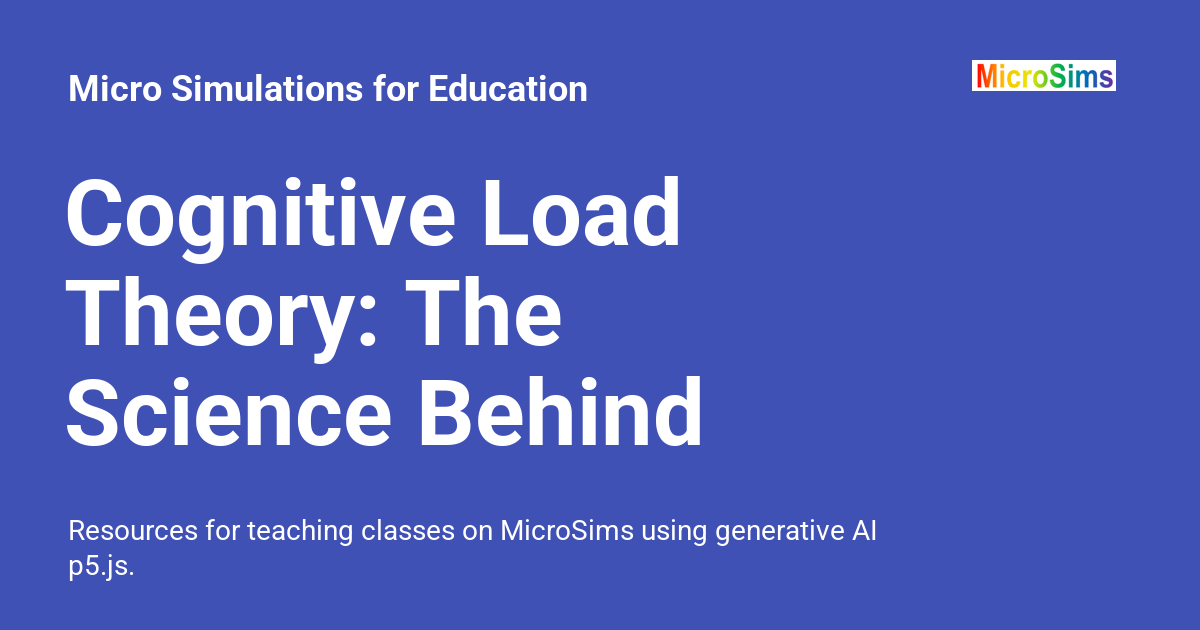 Micro Simulations for Education
MicroSims
Cognitive Load
Theory: The
Science Behind
Resources for teaching classes on MicroSims using generative AI
p5.js.